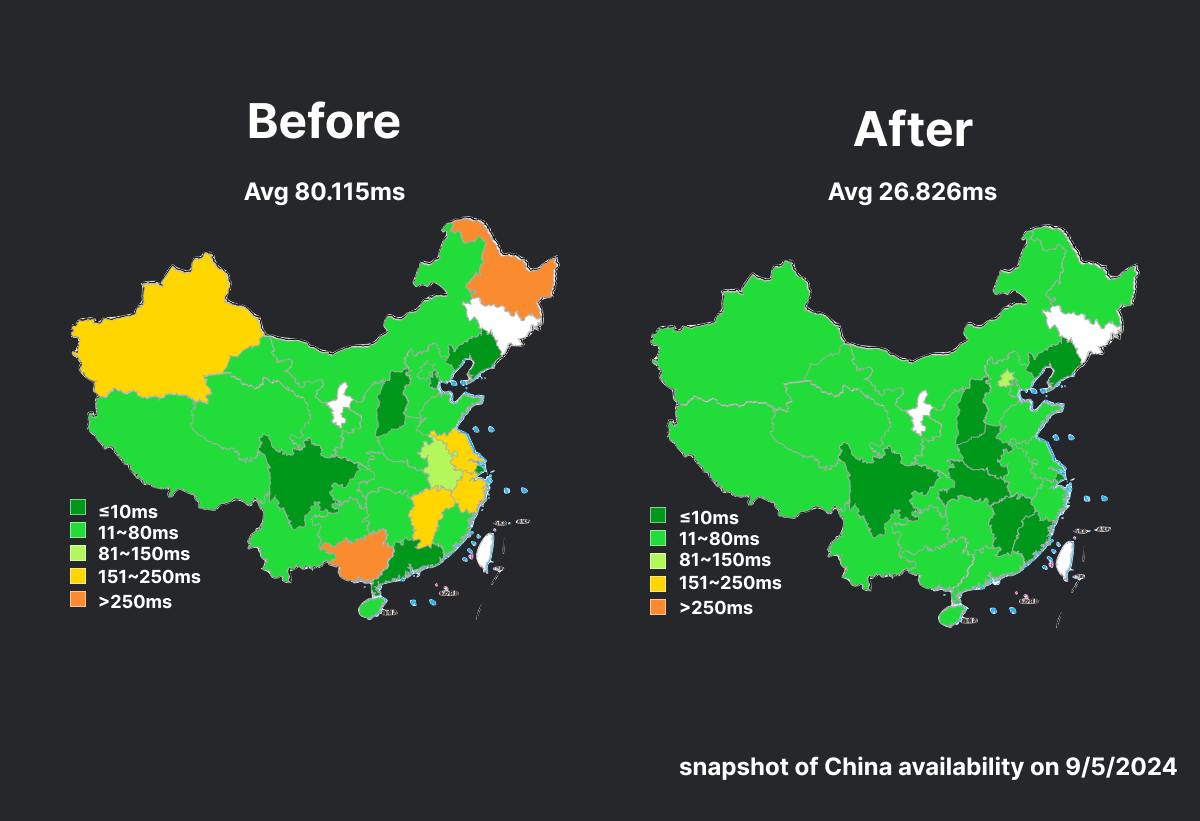 Before
Avg 80.115ms
≤10ms
11~80ms
81~150ms
151~250ms
>250ms
After
Avg 26.826ms
≤10ms
11~80ms
81~150ms
151~250ms
>250ms
snapshot of China availability on 9/5/2024